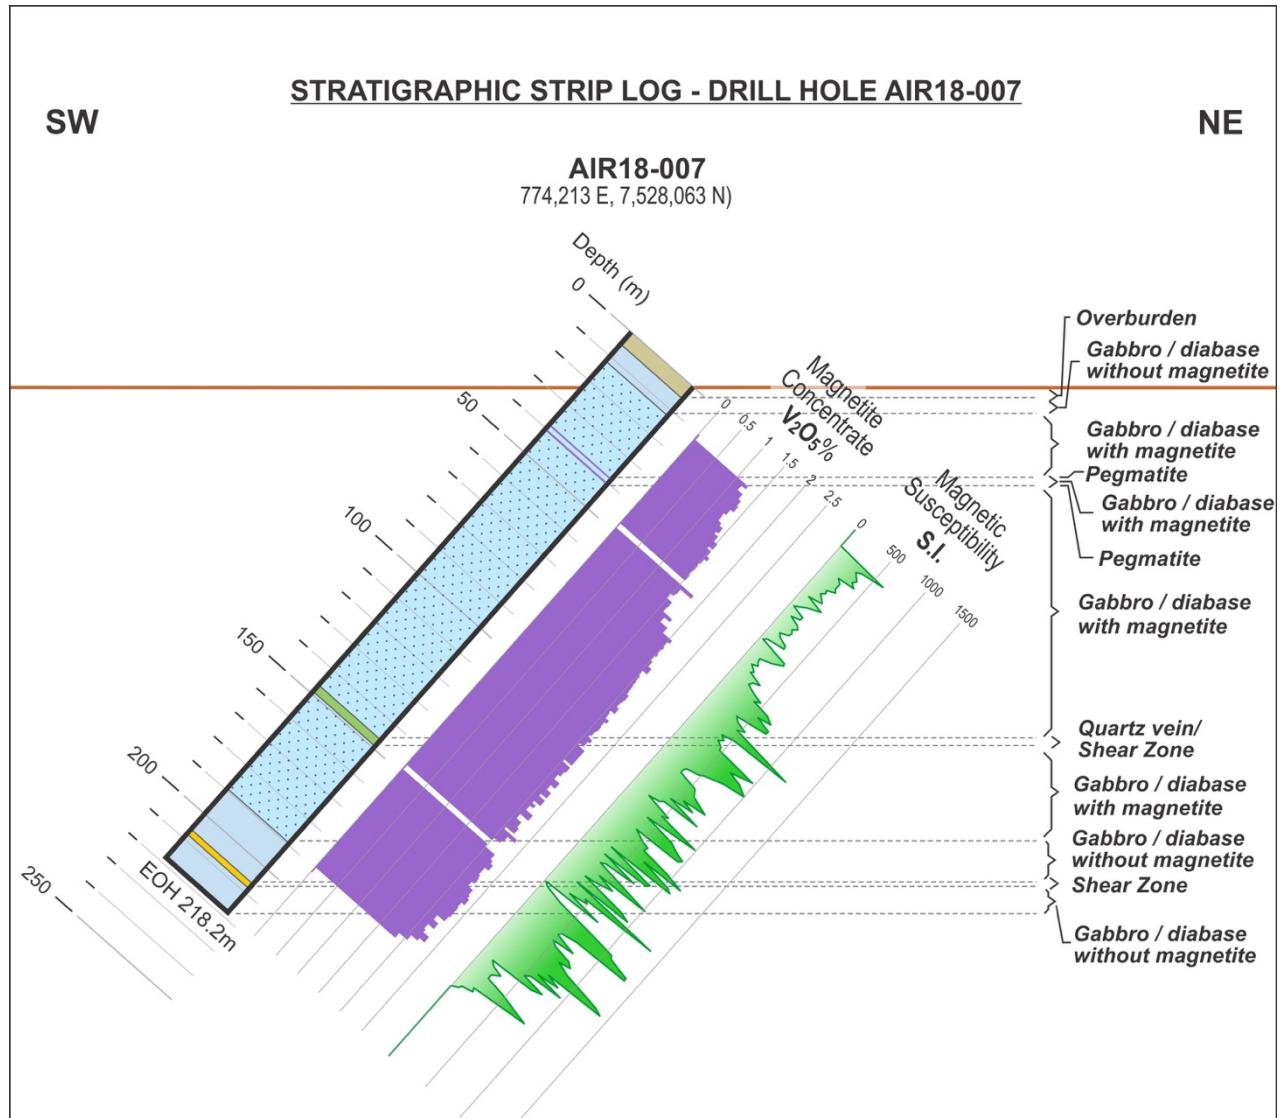 STRATIGRAPHIC STRIP LOG - DRILL HOLE AIR18-007
SW
NE
AIR18-007
774,213 E, 7,528,063 N)
Depth (m)
0
50
100
150
200
250
EOH 218.2m
Magnetite
Concentrate
V₂O₅%
0
0.5
1
1.5
2
2.5
Magnetic
Susceptibility
S.I.
0
500
1000
1500
Overburden
Gabbro / diabase
without magnetite
Gabbro / diabase
with magnetite
Pegmatite
Gabbro / diabase
with magnetite
Pegmatite
Gabbro / diabase
with magnetite
Quartz vein/
Shear Zone
Gabbro / diabase
with magnetite
Gabbro / diabase
without magnetite
Shear Zone
Gabbro / diabase
without magnetite